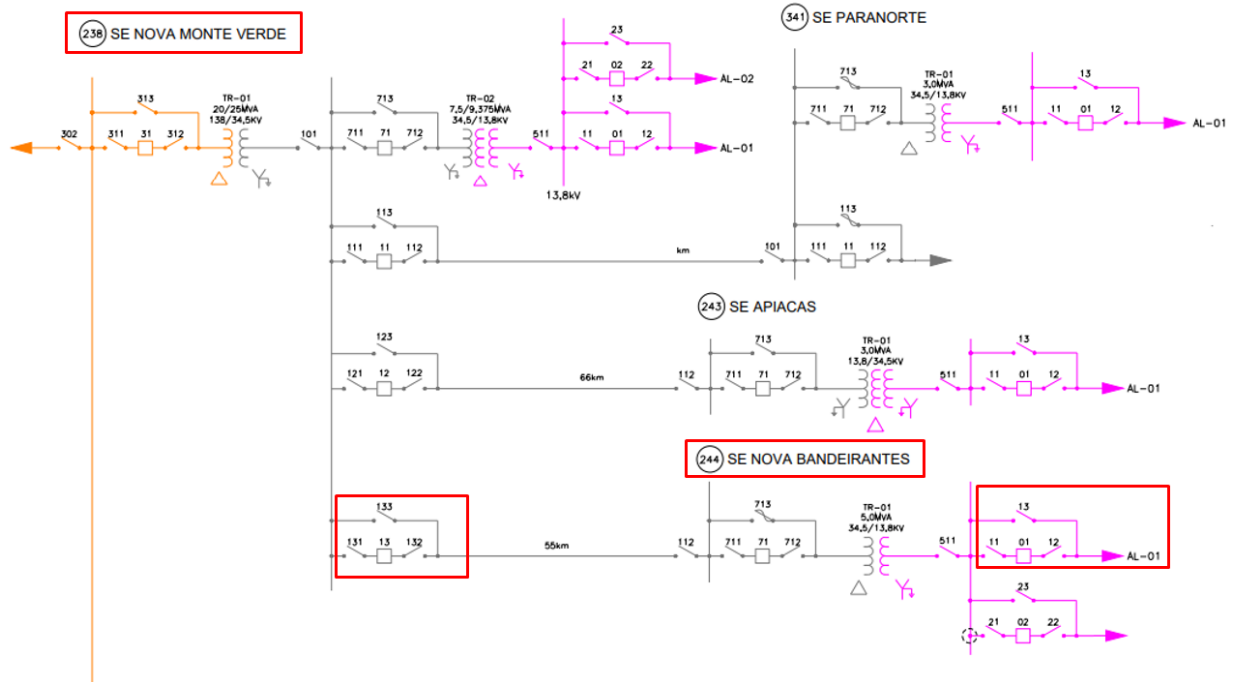 238 SE NOVA MONTE VERDE
341 SE PARANORTE
302
313
311 31 312
TR-01
20/25MVA
138/34,5KV
101
713
711 71 712
TR-02
7,5/9,375MVA
34,5/13,8KV
511
23
21 02 22
AL-02
13
11 01 12
AL-01
13,8kV
713
711 71 712
TR-01
3,0MVA
34,5/13,8KV
511
13
11 01 12
AL-01
113
111 11 112
km
101
113
111 11 112
243 SE APIACAS
123
121 12 122
66km
112
713
711 71 712
TR-01
3,0MVA
13,8/34,5KV
511
13
11 01 12
AL-01
244 SE NOVA BANDEIRANTES
133
131 13 132
55km
112
713
711 71 712
TR-01
5,0MVA
34,5/13,8KV
511
13
11 01 12
AL-01
23
21 02 22